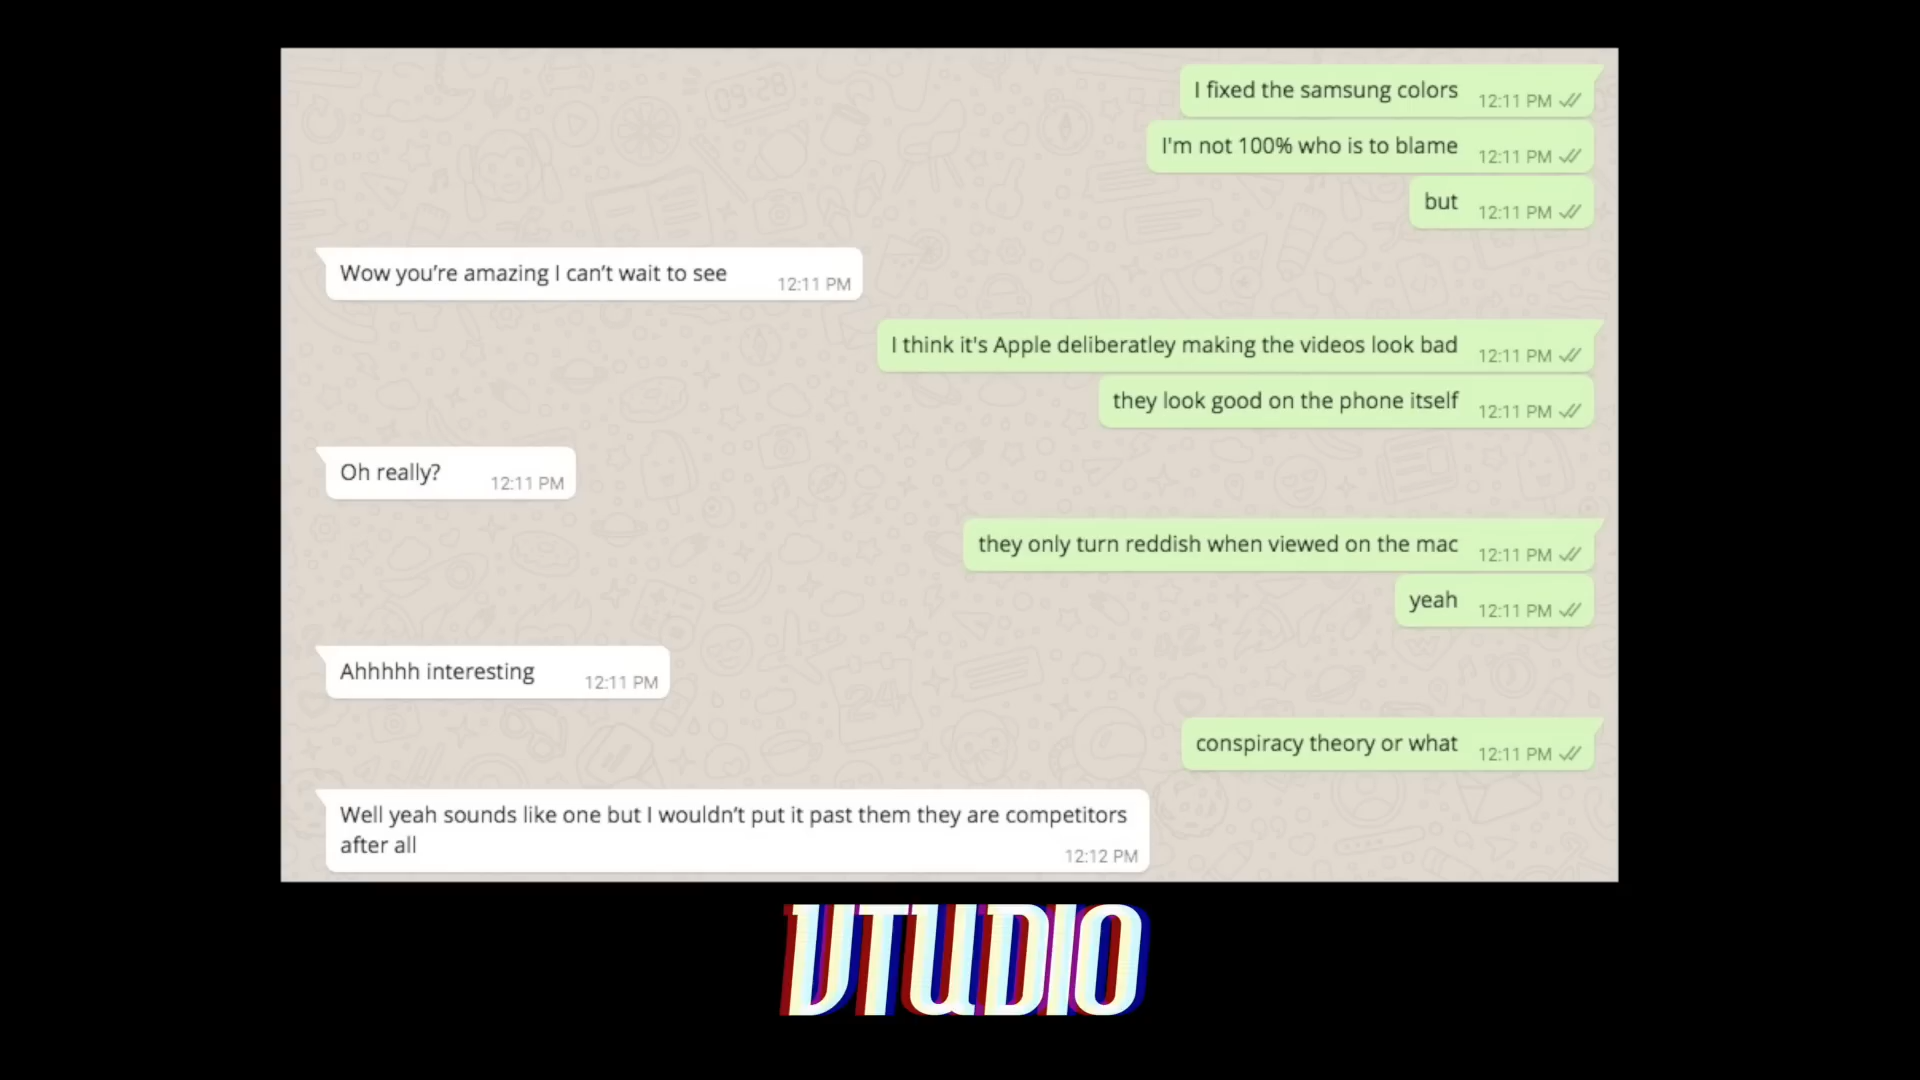 I fixed the samsung colors 12:11 PM
I'm not 100% who is to blame 12:11 PM
but 12:11 PM
Wow you’re amazing I can’t wait to see 12:11 PM
I think it's Apple deliberatley making the videos look bad 12:11 PM
they look good on the phone itself 12:11 PM
Oh really? 12:11 PM
they only turn reddish when viewed on the mac 12:11 PM
yeah 12:11 PM
Ahhhhh interesting 12:11 PM
conspiracy theory or what 12:11 PM
Well yeah sounds like one but I wouldn’t put it past them they are competitors
after all 12:12 PM
VTUDIO